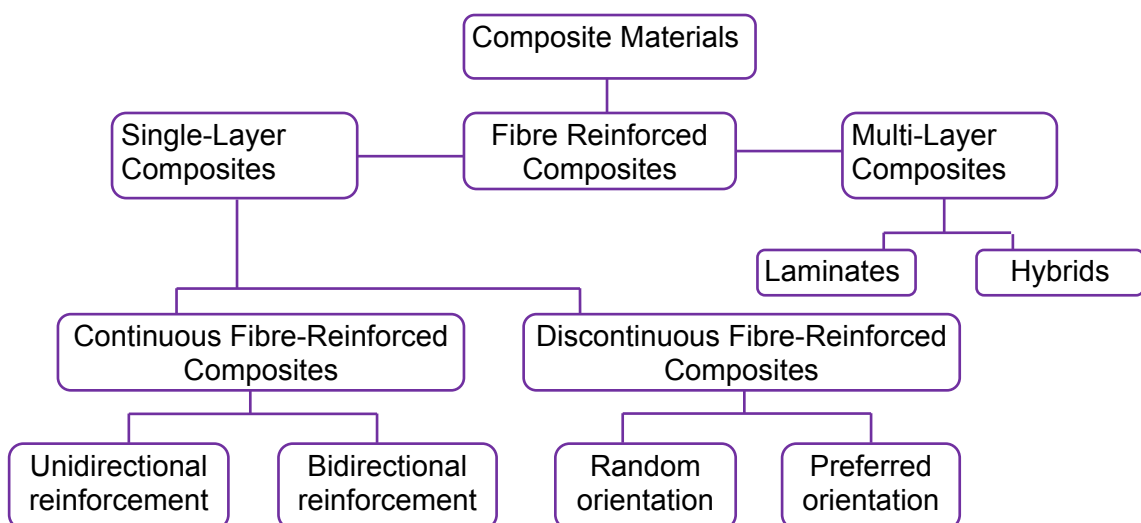 Composite Materials
Single-Layer
Composites
Fibre Reinforced
Composites
Multi-Layer
Composites
Laminates
Hybrids
Continuous Fibre-Reinforced
Composites
Discontinuous Fibre-Reinforced
Composites
Unidirectional
reinforcement
Bidirectional
reinforcement
Random
orientation
Preferred
orientation